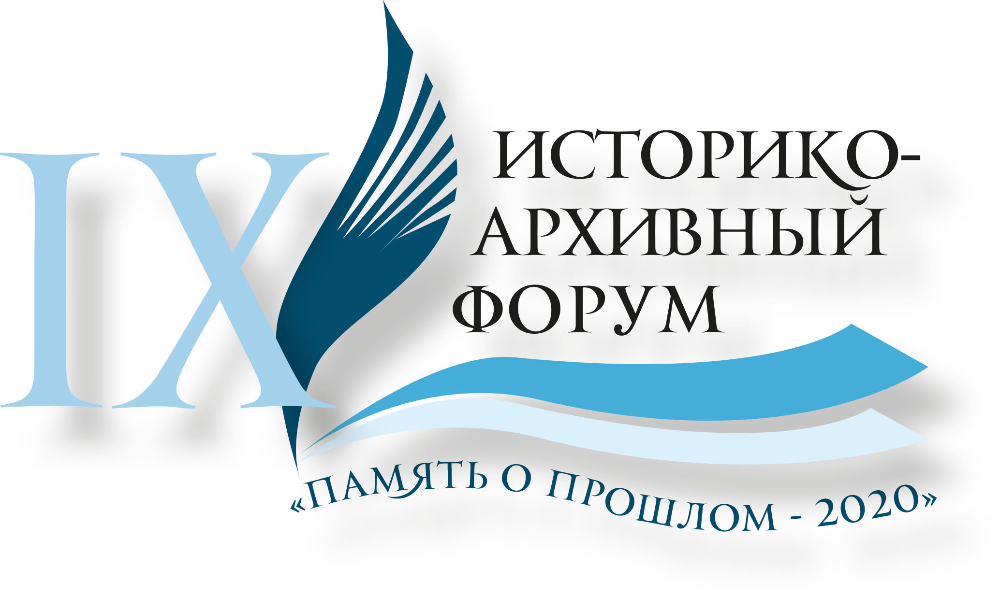 IX
ИСТОРИКО-
АРХИВНЫЙ
ФОРУМ
«ПАМЯТЬ О ПРОШЛОМ - 2020»